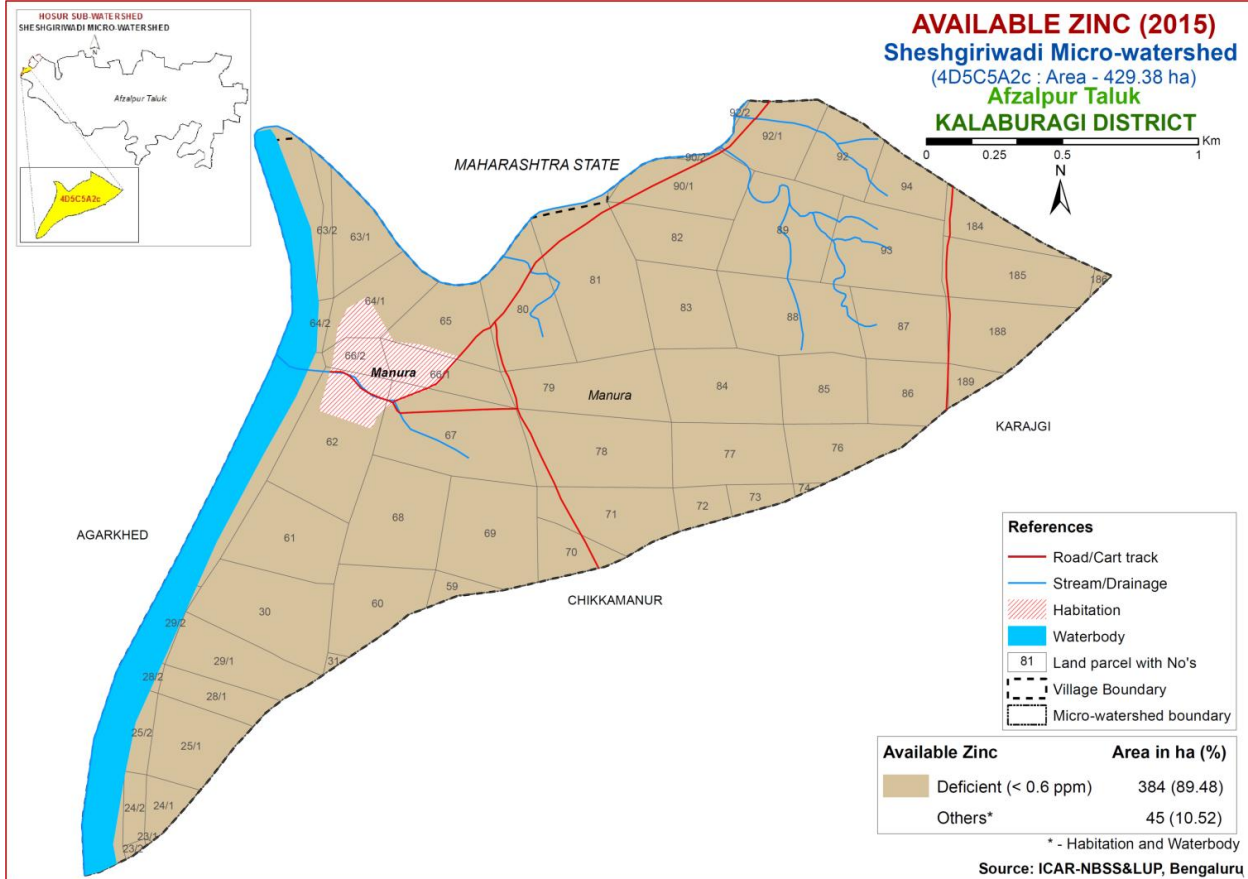 HOSUR SUB-WATERSHED
SHESHGIRIWADI MICRO-WATERSHED
N
Afzalpur Taluk
4D5C5A2c
AVAILABLE ZINC (2015)
Sheshgiriwadi Micro-watershed
(4D5C5A2c : Area - 429.38 ha)
Afzalpur Taluk
KALABURAGI DISTRICT
0 0.25 0.5 1 Km
N
MAHARASHTRA STATE
92/2
92/1
90/2
92
90/1
94
63/2
63/1
82
89
184
93
81
185
186
64/1
65
80
83
88
87
188
64/2
66/2
Manura
66/1
79
Manura
84
85
86
189
KARAJGI
62
67
78
77
76
74
73
72
71
68
69
70
AGARKHED
61
59
60
CHIKKAMANUR
30
29/2
29/1
31
28/2
28/1
25/2
25/1
24/2
24/1
23/1
23/2
References
Road/Cart track
Stream/Drainage
Habitation
Waterbody
81 Land parcel with No's
Village Boundary
Micro-watershed boundary
Available Zinc Area in ha (%)
Deficient (< 0.6 ppm) 384 (89.48)
Others* 45 (10.52)
* - Habitation and Waterbody
Source: ICAR-NBSS&LUP, Bengaluru